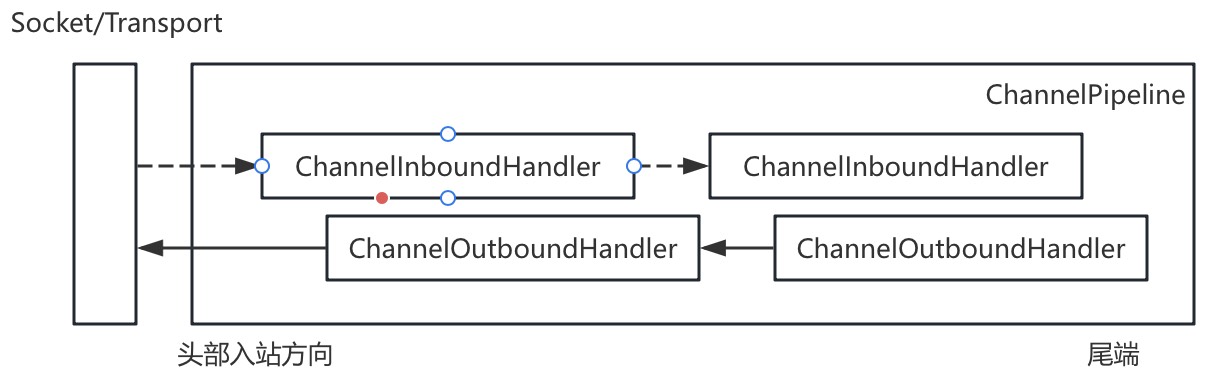 Socket/Transport
ChannelPipeline
ChannelInboundHandler
ChannelInboundHandler
ChannelOutboundHandler
ChannelOutboundHandler
头部入站方向
尾端